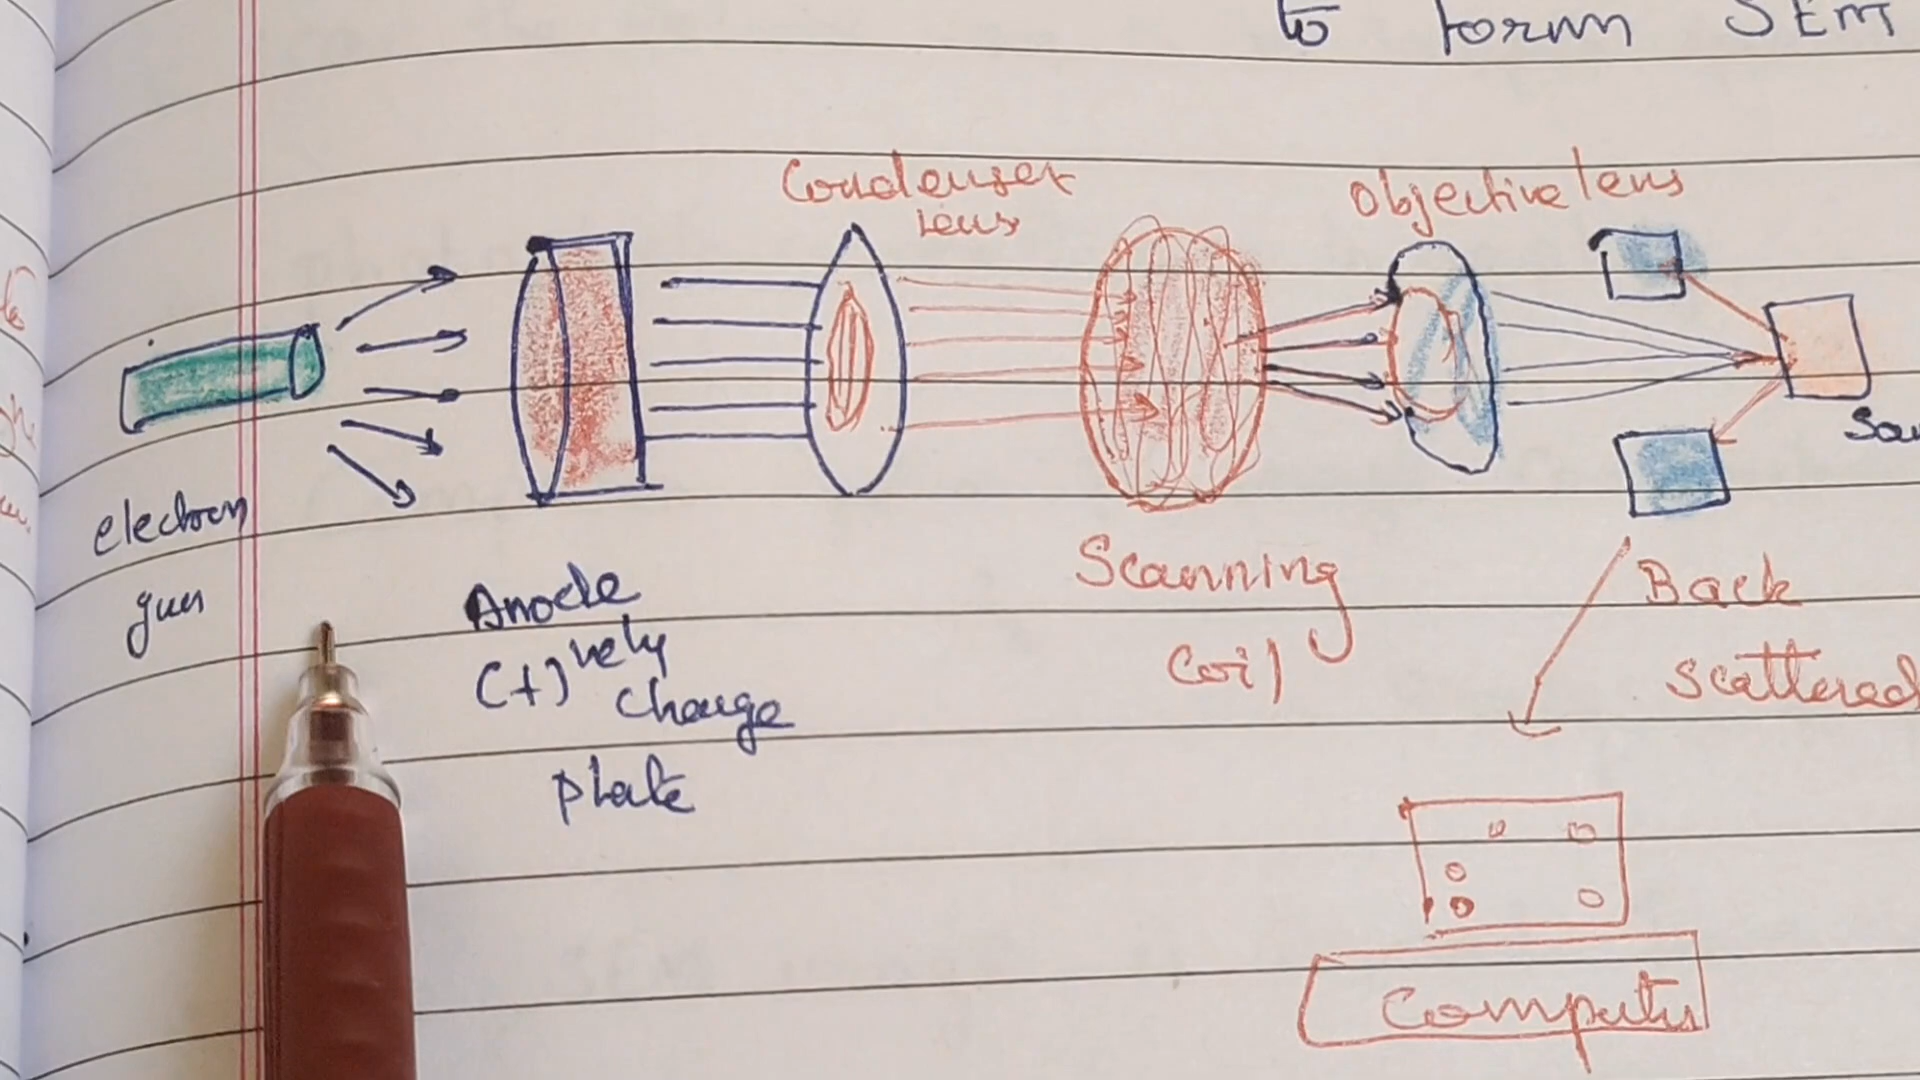 to form SEM
Condenser
Lens
Objective lens
electron
gun
Anode
(+)vely
charge
plate
Scanning
Coil
Back
Scattered
Computer